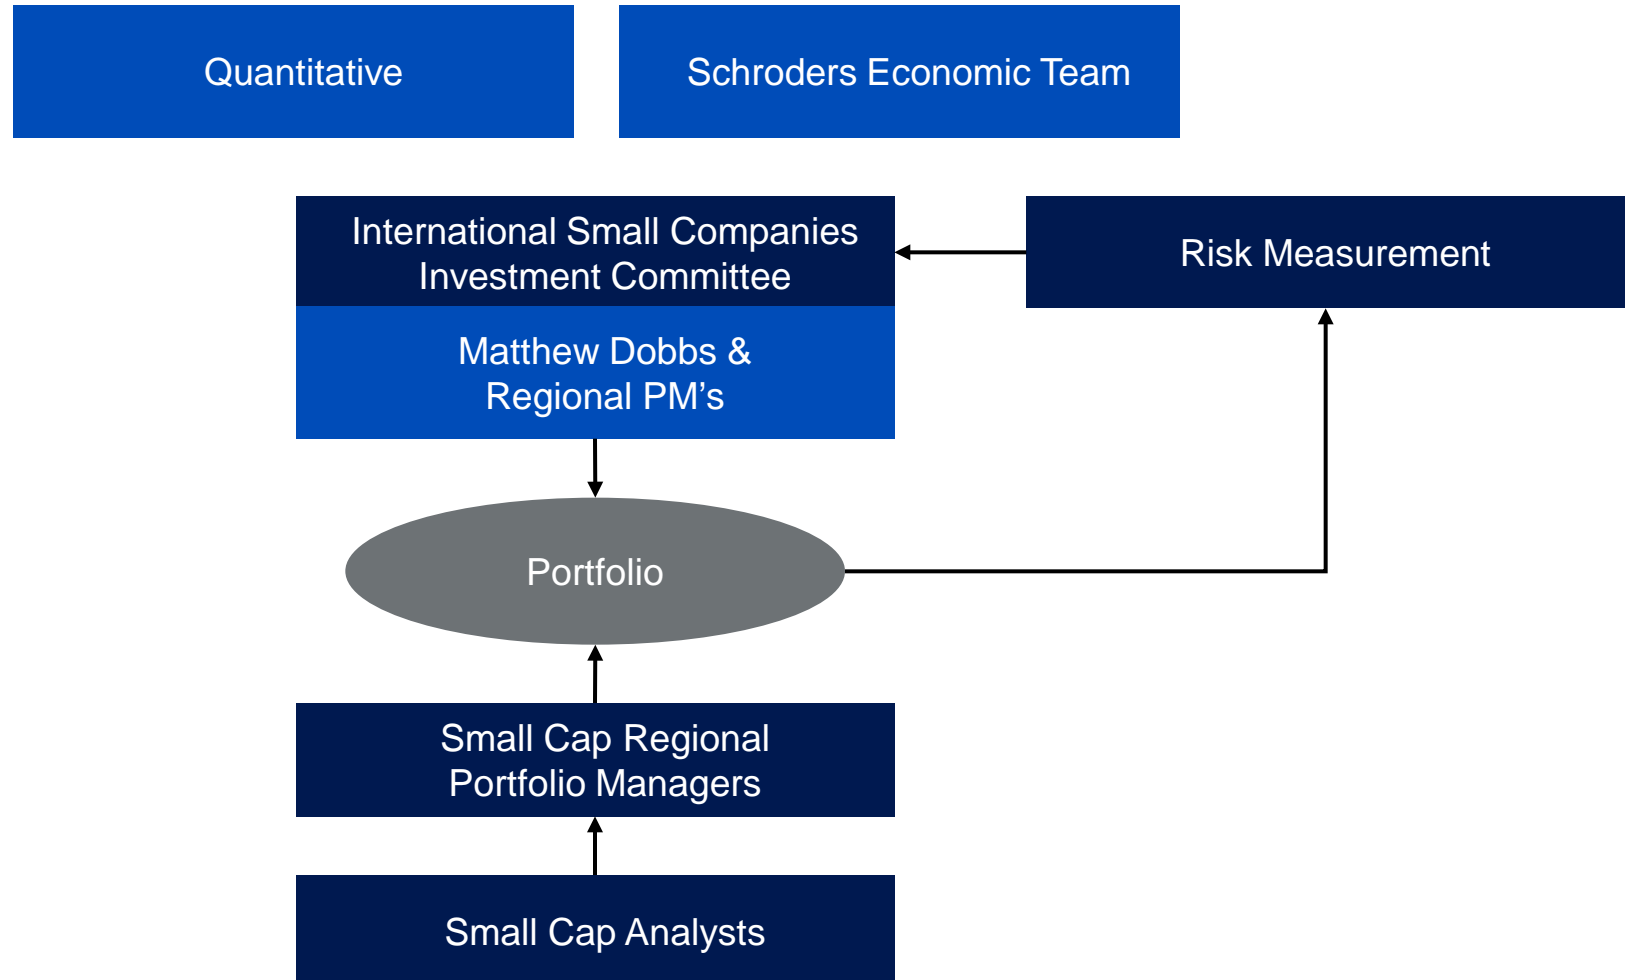 Quantitative
Schroders Economic Team
International Small Companies
Investment Committee
Risk Measurement
Matthew Dobbs &
Regional PM’s
Portfolio
Small Cap Regional
Portfolio Managers
Small Cap Analysts